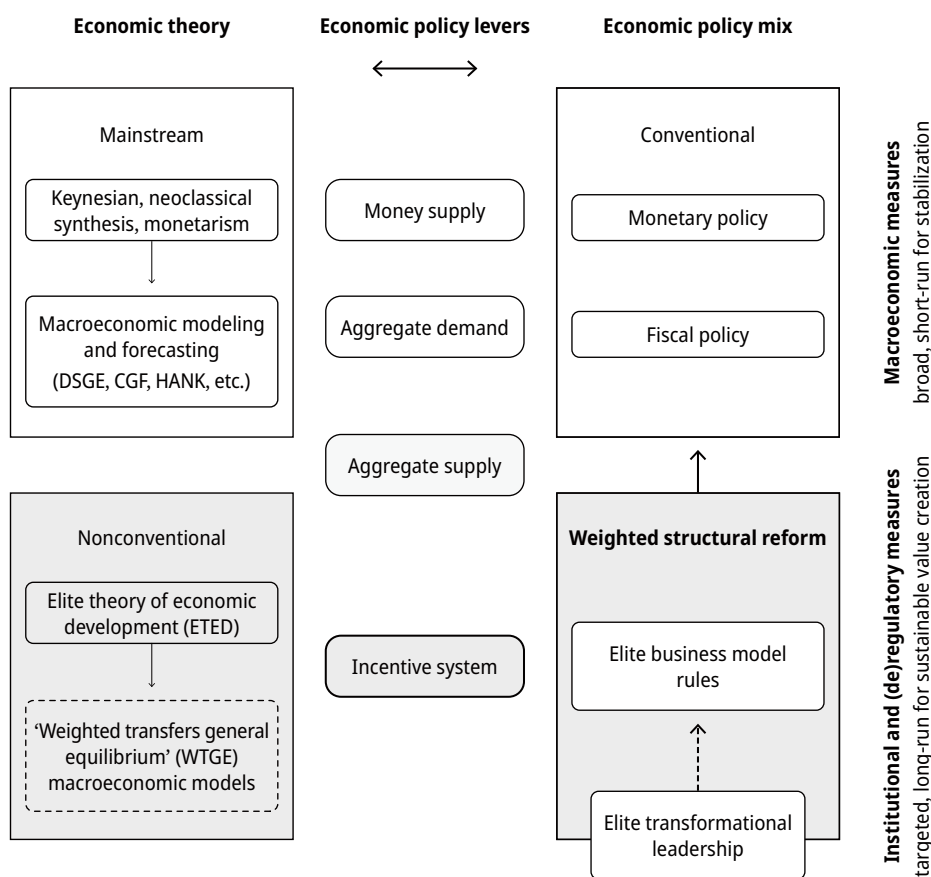 Economic theory
Economic policy levers
Economic policy mix
Mainstream
Keynesian, neoclassical
synthesis, monetarism
Macroeconomic modeling
and forecasting
(DSGE, CGF, HANK, etc.)
Money supply
Aggregate demand
Aggregate supply
Conventional
Monetary policy
Fiscal policy
Macroeconomic measures
broad, short-run for stabilization
Nonconventional
Elite theory of economic
development (ETED)
‘Weighted transfers general
equilibrium’ (WTGE)
macroeconomic models
Incentive system
Weighted structural reform
Elite business model
rules
Elite transformational
leadership
Institutional and (de)regulatory measures
targeted, long-run for sustainable value creation